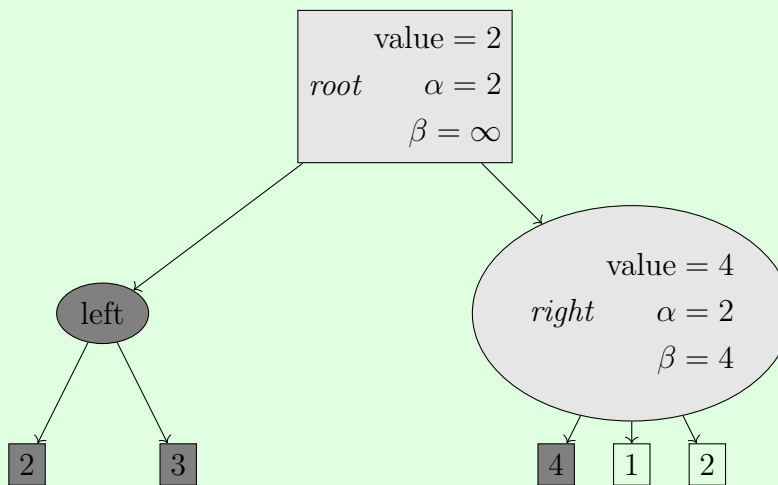 value = 2
root α = 2
β = ∞
left
value = 4
right α = 2
β = 4
2 3 4 1 2